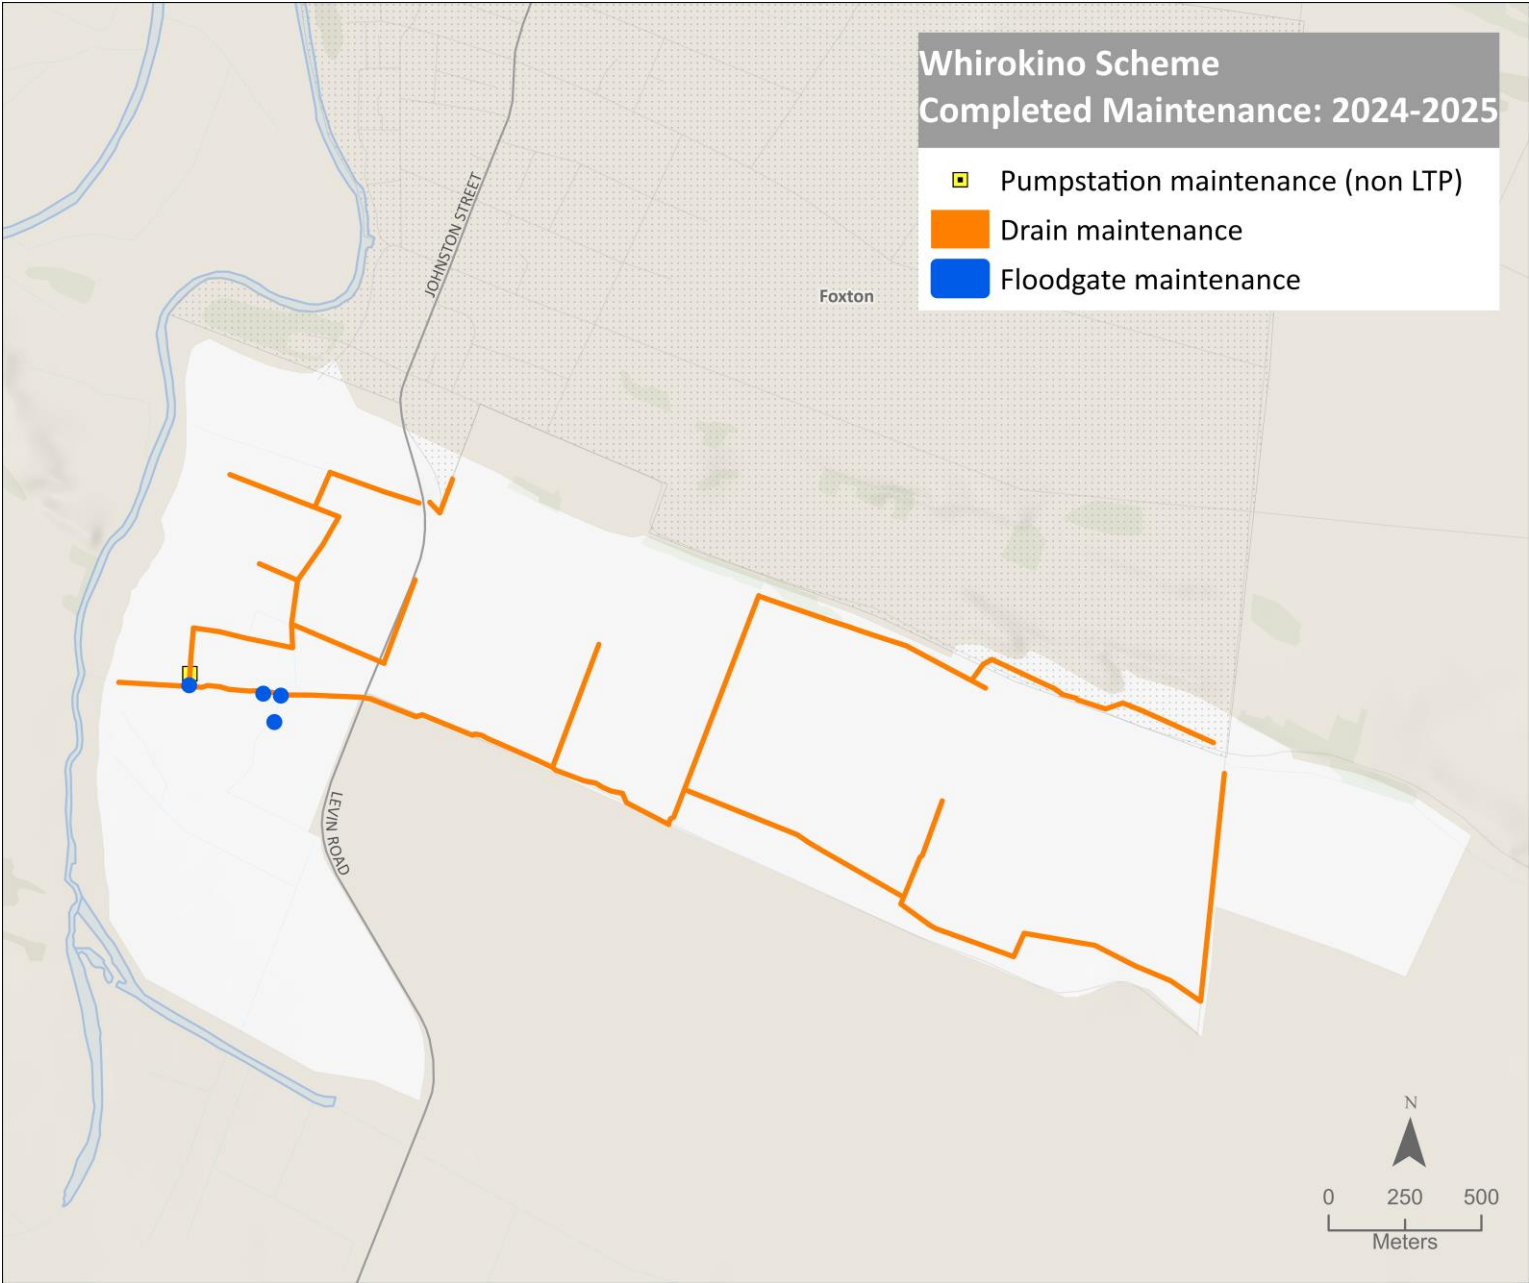 Whirokino Scheme
Completed Maintenance: 2024-2025
Pumpstation maintenance (non LTP)
Drain maintenance
Floodgate maintenance
JOHNSTON STREET
Foxton
LEVIN ROAD
N
0 250 500
Meters